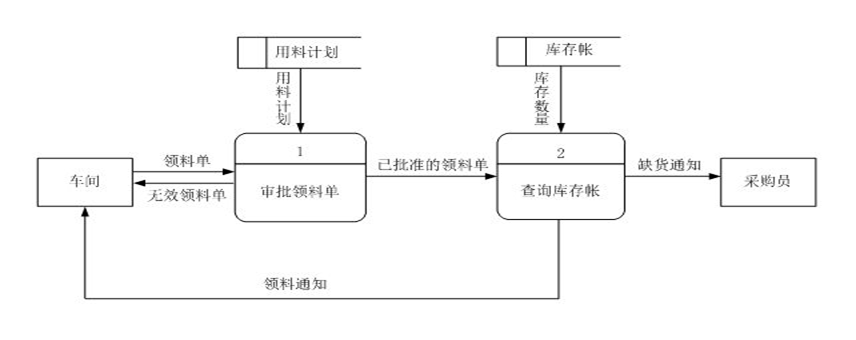 用料计划
库存帐
用料计划
库存数量
1
2
领料单
已批准的领料单
缺货通知
车间
审批领料单
查询库存帐
采购员
无效领料单
领料通知